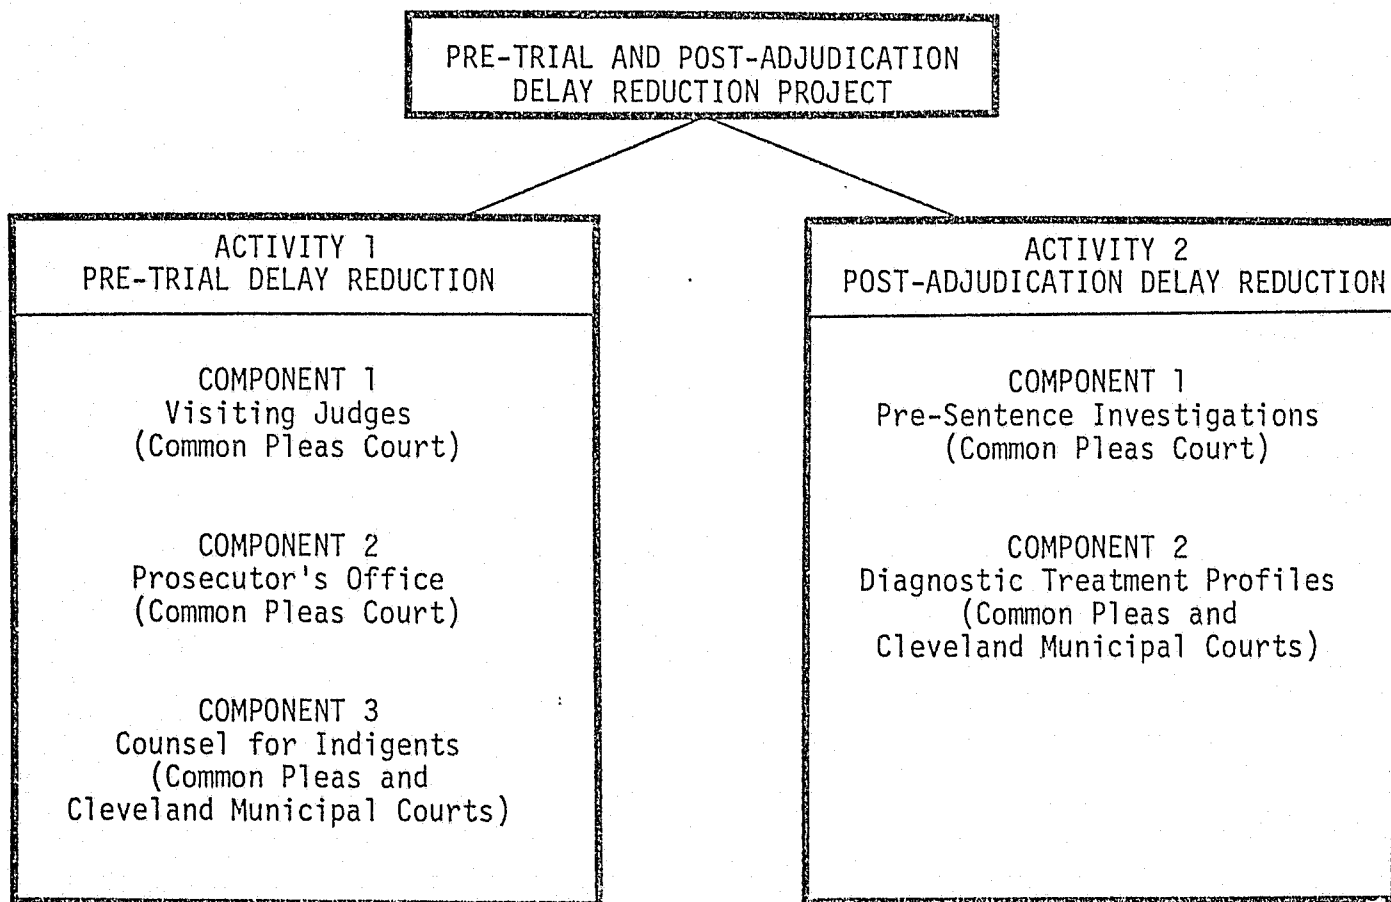 PRE-TRIAL AND POST-ADJUDICATION
DELAY REDUCTION PROJECT
ACTIVITY 1
PRE-TRIAL DELAY REDUCTION
COMPONENT 1
Visiting Judges
(Common Pleas Court)
COMPONENT 2
Prosecutor's Office
(Common Pleas Court)
COMPONENT 3
Counsel for Indigents
(Common Pleas and
Cleveland Municipal Courts)
ACTIVITY 2
POST-ADJUDICATION DELAY REDUCTION
COMPONENT 1
Pre-Sentence Investigations
(Common Pleas Court)
COMPONENT 2
Diagnostic Treatment Profiles
(Common Pleas and
Cleveland Municipal Courts)